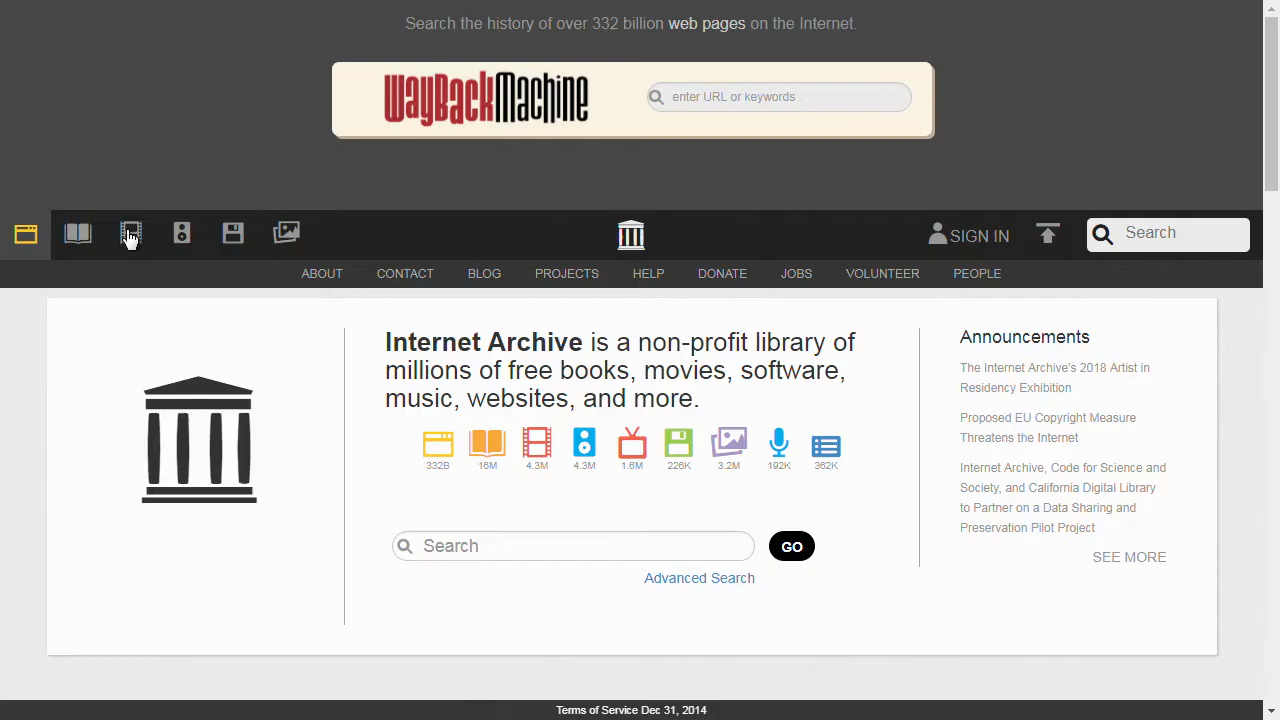 Search the history of over 332 billion web pages on the Internet.
WayBackMachine
enter URL or keywords
SIGN IN
Search
ABOUT CONTACT BLOG PROJECTS HELP DONATE JOBS VOLUNTEER PEOPLE
Internet Archive is a non-profit library of
millions of free books, movies, software,
music, websites, and more.
332B 16M 4.3M 4.3M 1.6M 226K 3.2M 192K 362K
Search
GO
Advanced Search
Announcements
The Internet Archive's 2018 Artist in
Residency Exhibition
Proposed EU Copyright Measure
Threatens the Internet
Internet Archive, Code for Science and
Society, and California Digital Library
to Partner on a Data Sharing and
Preservation Pilot Project
SEE MORE
Terms of Service Dec 31, 2014